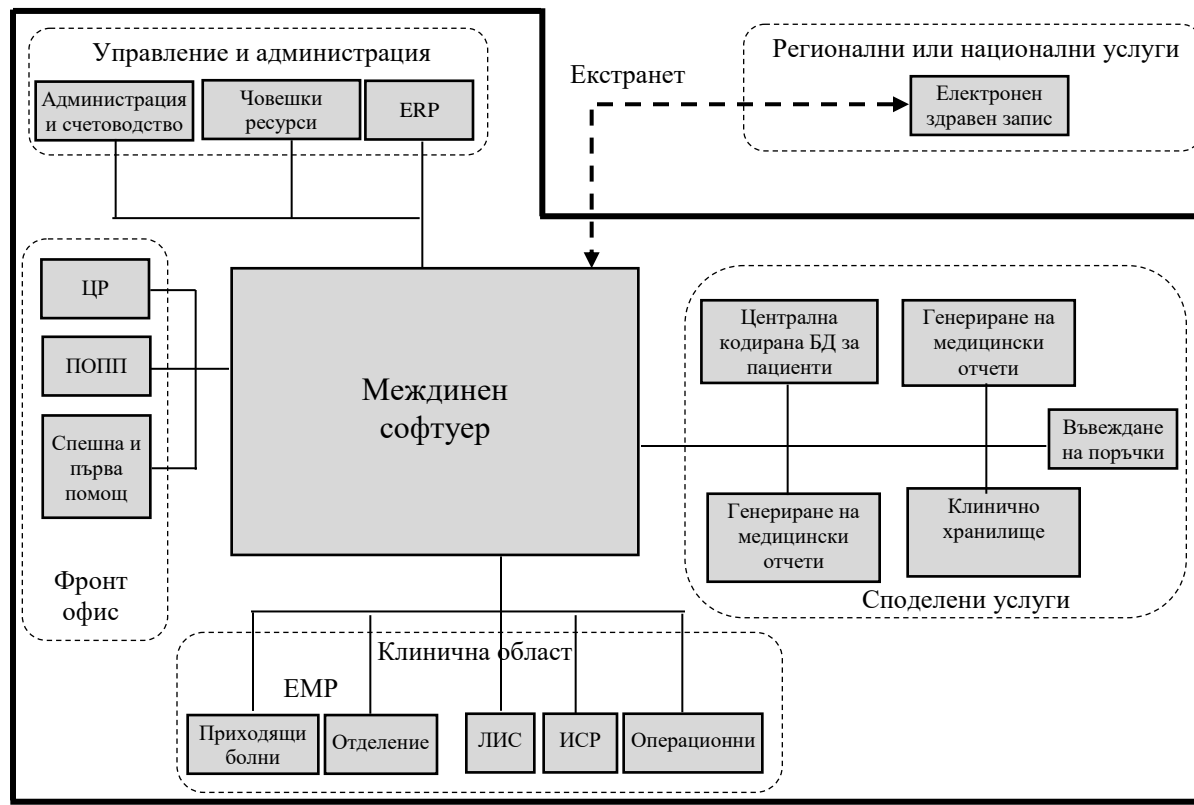 Управление и администрация
Администрация
и счетоводство
Човешки
ресурси
ERP
Екстранет
Регионални или национални услуги
Електронен
здравен запис
ЦР
ПОПП
Спешна и
първа
помощ
Фронт
офис
Междинен
софтуер
Централна
кодирана БД за
пациенти
Генериране на
медицински
отчети
Въвеждане
на поръчки
Генериране на
медицински
отчети
Клинично
хранилище
Споделени услуги
Клинична област
ЕМР
Приходящи
болни
Отделение
ЛИС
ИСР
Операционни